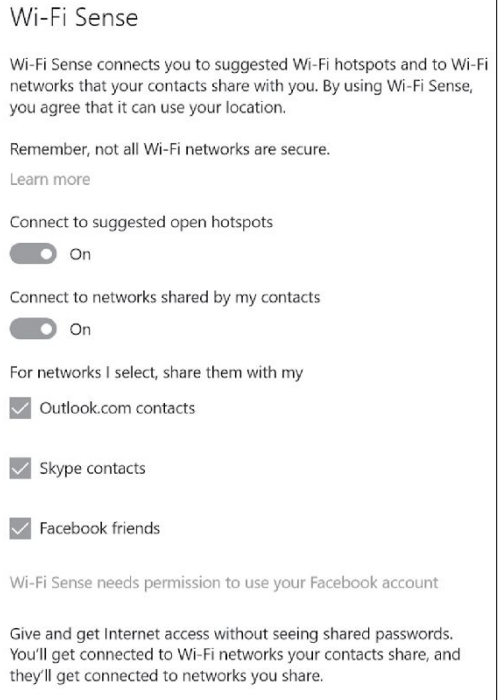 Wi-Fi Sense
Wi-Fi Sense connects you to suggested Wi-Fi hotspots and to Wi-Fi
networks that your contacts share with you. By using Wi-Fi Sense,
you agree that it can use your location.
Remember, not all Wi-Fi networks are secure.
Learn more
Connect to suggested open hotspots
On
Connect to networks shared by my contacts
On
For networks I select, share them with my
Outlook.com contacts
Skype contacts
Facebook friends
Wi-Fi Sense needs permission to use your Facebook account
Give and get Internet access without seeing shared passwords.
You'll get connected to Wi-Fi networks your contacts share, and
they'll get connected to networks you share.